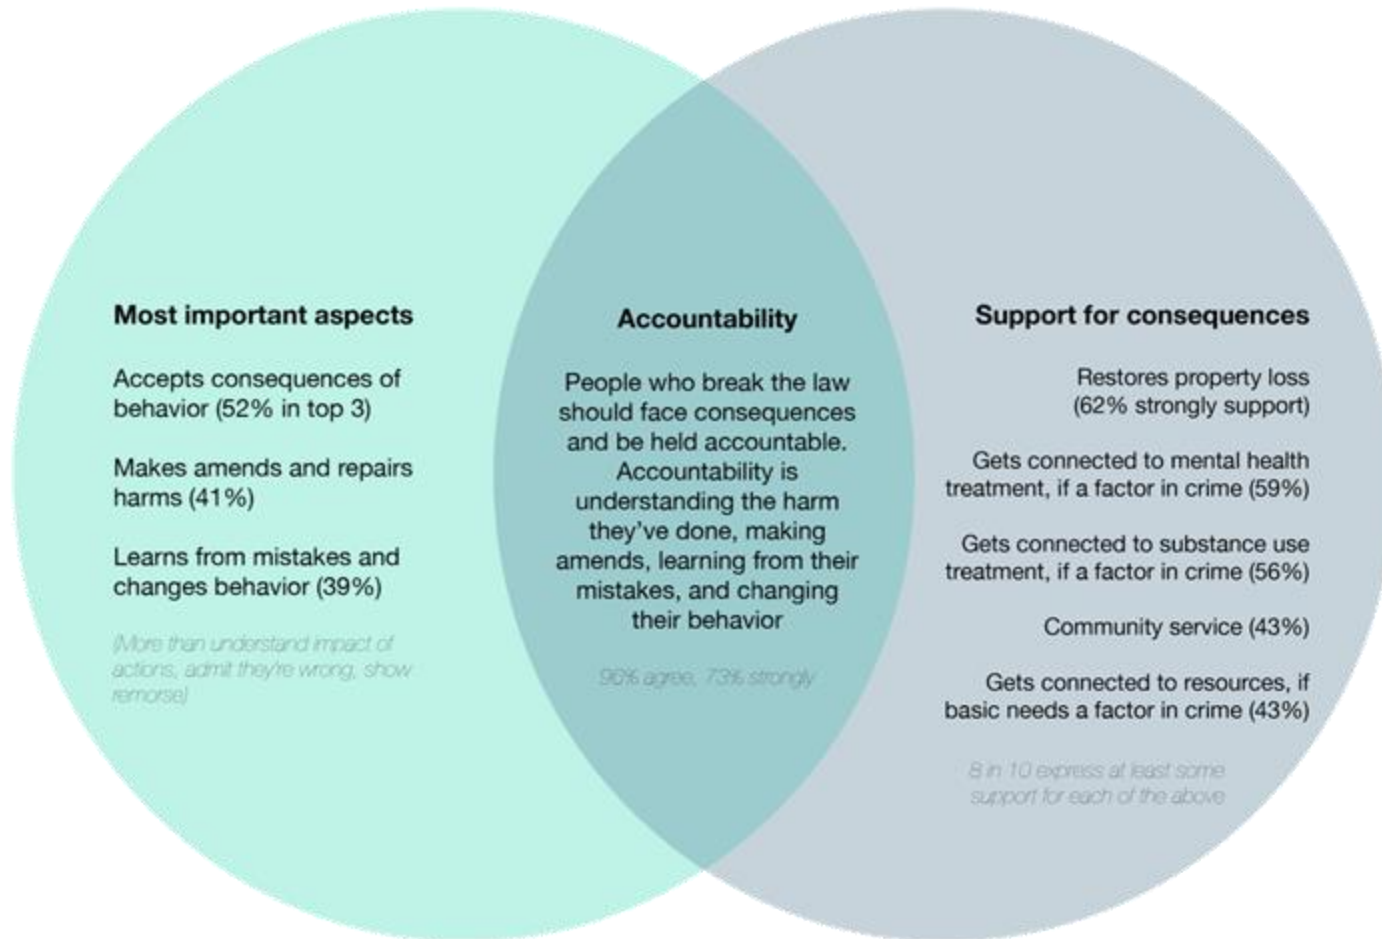 Most important aspects
Accepts consequences of
behavior (52% in top 3)
Makes amends and repairs
harms (41%)
Learns from mistakes and
changes behavior (39%)
(More than understand impact of
actions, admit they're wrong, show
remorse)
Accountability
People who break the law
should face consequences
and be held accountable.
Accountability is
understanding the harm
they've done, making
amends, learning from their
mistakes, and changing
their behavior
90% agree, 73% strongly
Support for consequences
Restores property loss
(62% strongly support)
Gets connected to mental health
treatment, if a factor in crime (59%)
Gets connected to substance use
treatment, if a factor in crime (56%)
Community service (43%)
Gets connected to resources, if
basic needs a factor in crime (43%)
8 in 10 express at least some
support for each of the above